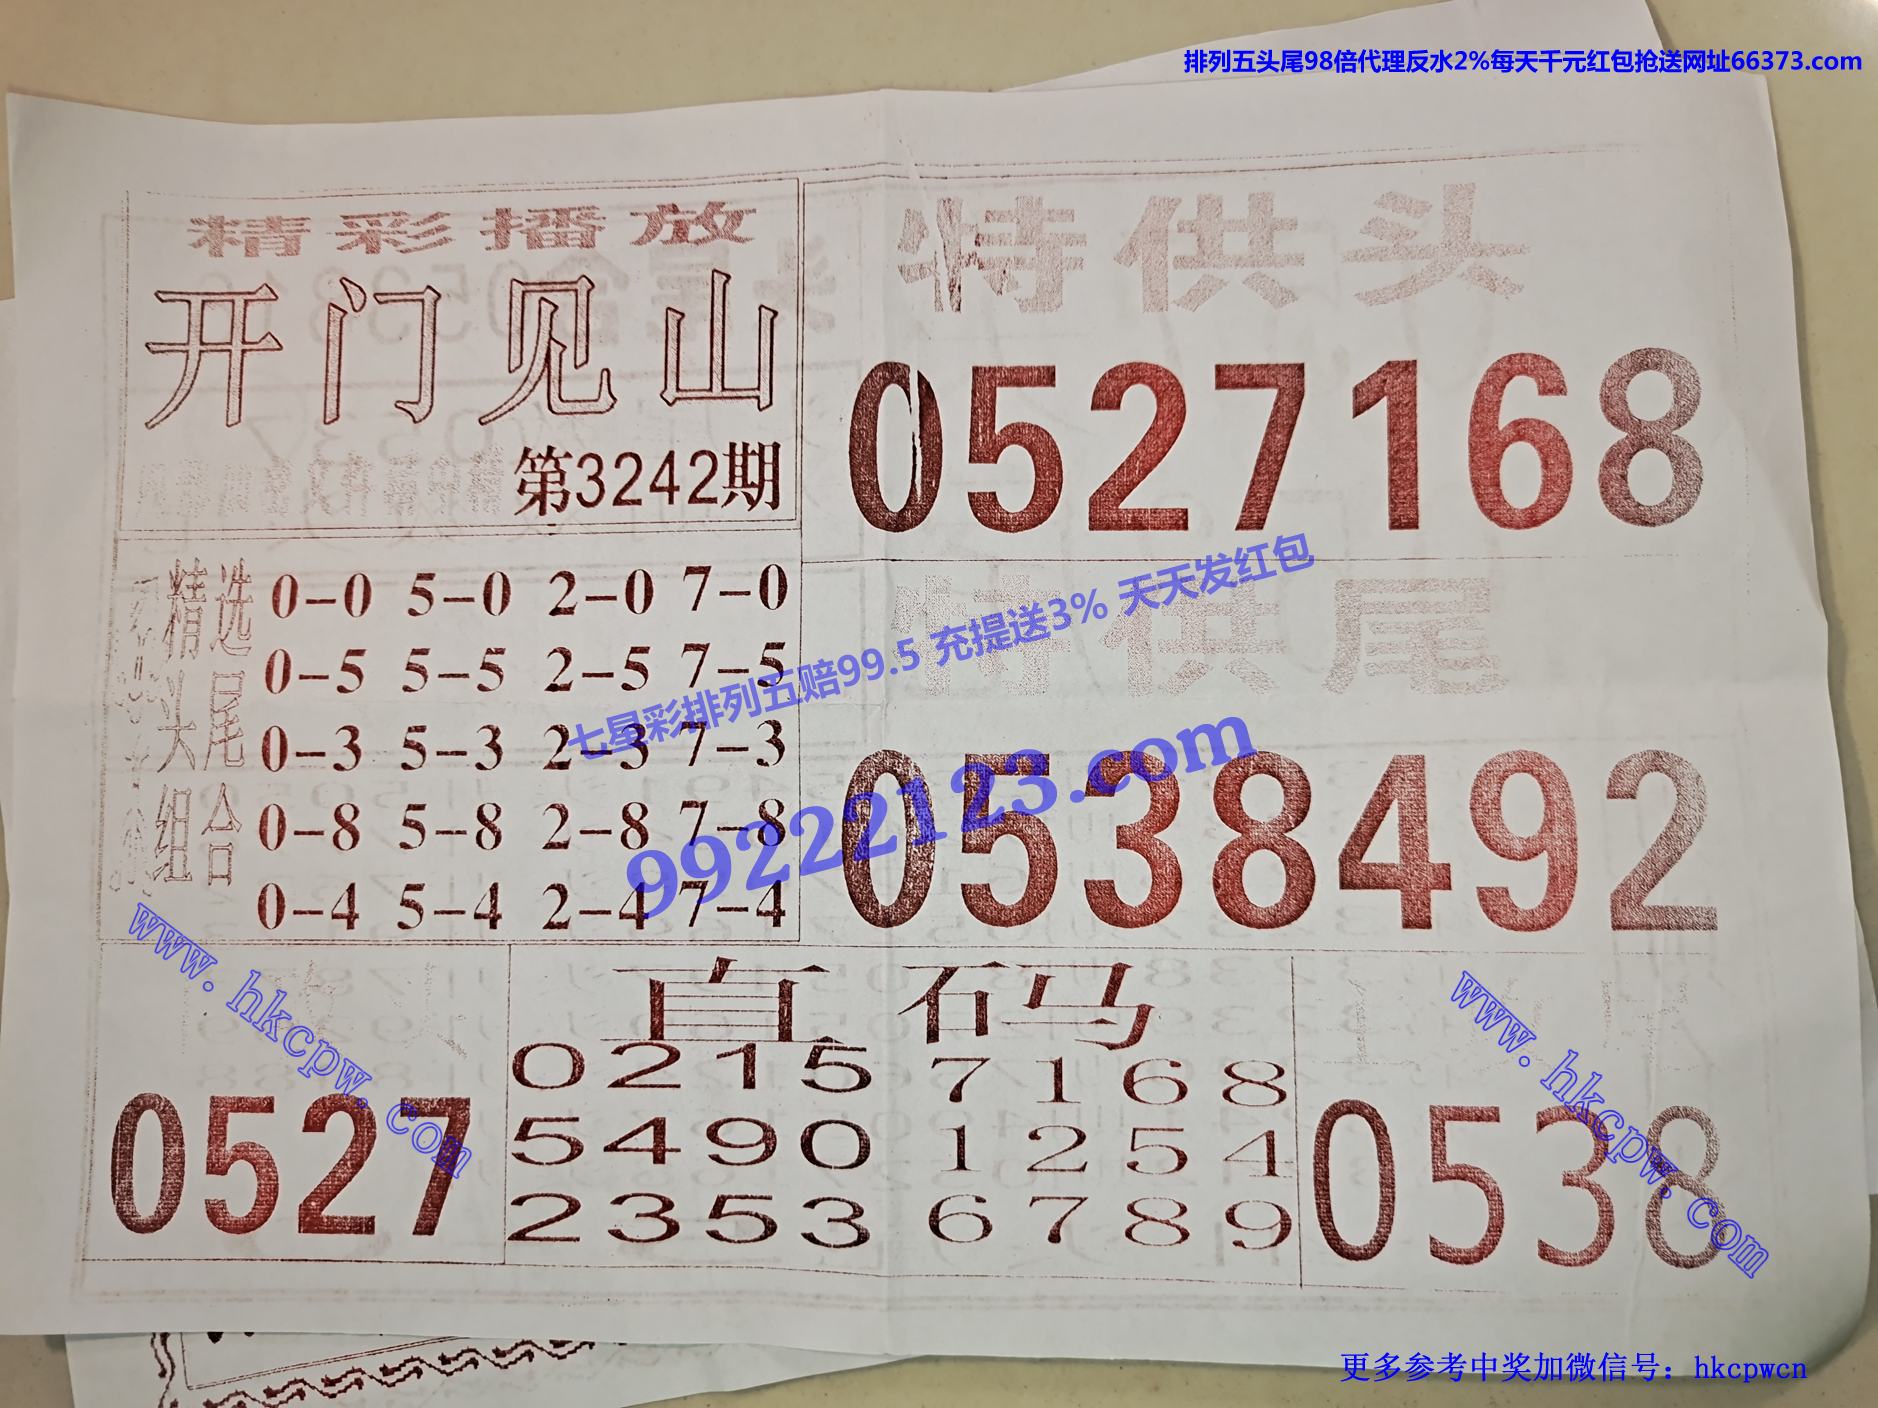 排列五头尾98倍代理反水2%每天千元红包抢送网址66373.com
精彩播放
开门见山
第3242期
特供头
0527168
精选头尾组合
0-0 5-0 2-0 7-0
0-5 5-5 2-5 7-5
0-3 5-3 2-3 7-3
0-8 5-8 2-8 7-8
0-4 5-4 2-4 7-4
特供尾
0538492
七星彩排列五赔99.5 充提送3% 天天发红包
99222123.com
www.hkcpw.com
0527
直码
0215 7168
5490 1254
2353 6789
www.hkcpw.com
0538
更多参考中奖加微信号：hkcpwcn